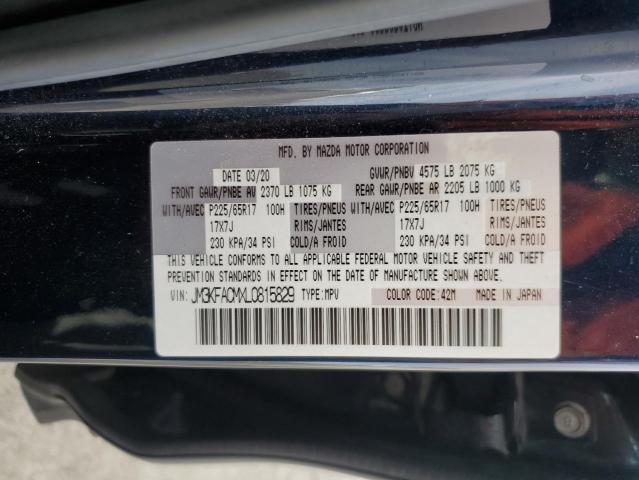 MFD. BY MAZDA MOTOR CORPORATION
DATE 03/20 GVWR/PNBV 4575 LB 2075 KG
FRONT GAWR/PNBE AV 2370 LB 1075 KG REAR GAWR/PNBE AR 2205 LB 1000 KG
WITH/AVEC P225/65R17 100H TIRES/PNEUS WITH/AVEC P225/65R17 100H TIRES/PNEUS
17X7J RIMS/JANTES 17X7J RIMS/JANTES
230 KPA/34 PSI COLD/A FROID 230 KPA/34 PSI COLD/A FROID
THIS VEHICLE CONFORMS TO ALL APPLICABLE FEDERAL MOTOR VEHICLE SAFETY, BUMPER, AND THEFT
PREVENTION STANDARDS IN EFFECT ON THE DATE OF MANUFACTURE SHOWN ABOVE.
VIN: JM3KFACMXL0815829 TYPE: MPV COLOR CODE: 42M MADE IN JAPAN